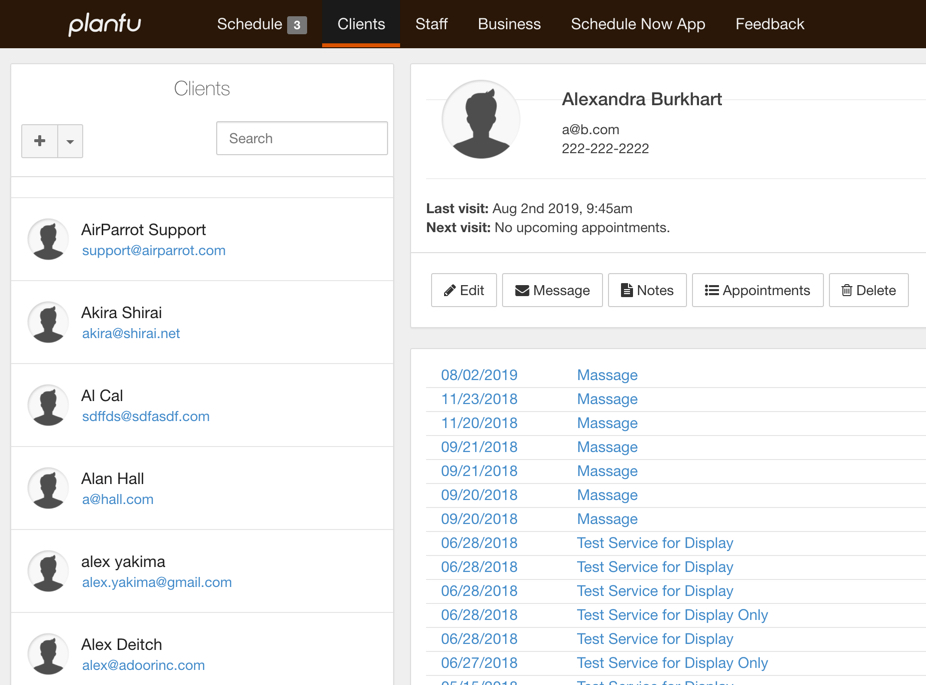 planfu
Schedule 3 Clients Staff Business Schedule Now App Feedback
Clients
Search
AirParrot Support
support@airparrot.com
Akira Shirai
akira@shirai.net
Al Cal
sdffds@sdfasdf.com
Alan Hall
a@hall.com
alex yakima
alex.yakima@gmail.com
Alex Deitch
alex@adoorinc.com
Alexandra Burkhart
a@b.com
222-222-2222
Last visit: Aug 2nd 2019, 9:45am
Next visit: No upcoming appointments.
Edit Message Notes Appointments Delete
08/02/2019 Massage
11/23/2018 Massage
11/20/2018 Massage
09/21/2018 Massage
09/21/2018 Massage
09/20/2018 Massage
09/20/2018 Massage
06/28/2018 Test Service for Display
06/28/2018 Test Service for Display
06/28/2018 Test Service for Display
06/28/2018 Test Service for Display Only
06/28/2018 Test Service for Display
06/27/2018 Test Service for Display Only
05/15/2018 Test Service for Display